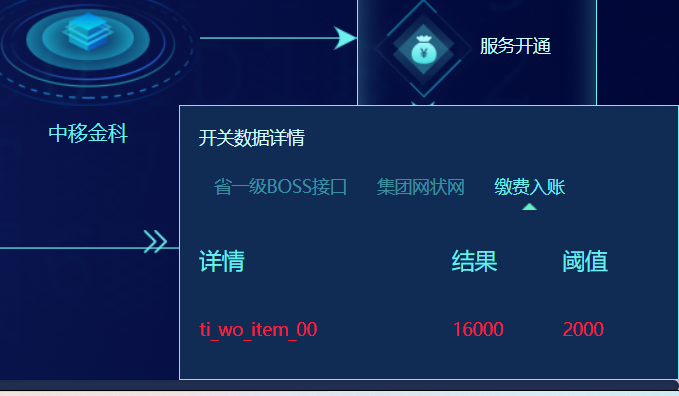 服务开通
中移金科
开关数据详情
省一级BOSS接口 集团网状网 缴费入账
详情 结果 阈值
ti_wo_item_00 16000 2000